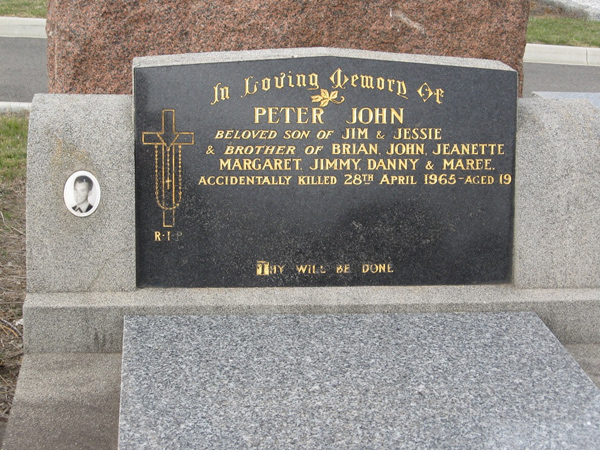 In Loving Memory Of
PETER JOHN
BELOVED SON OF JIM & JESSIE
& BROTHER OF BRIAN, JOHN, JEANETTE
MARGARET, JIMMY, DANNY & MAREE.
ACCIDENTALLY KILLED 28TH APRIL 1965-AGED 19
R·I·P
THY WILL BE DONE